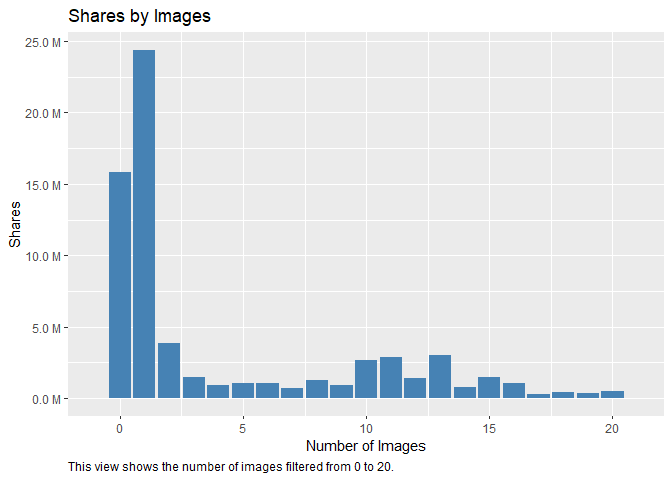 Shares by Images
25.0 M
20.0 M
15.0 M
10.0 M
5.0 M
0.0 M
Shares
0 5 10 15 20
Number of Images
This view shows the number of images filtered from 0 to 20.